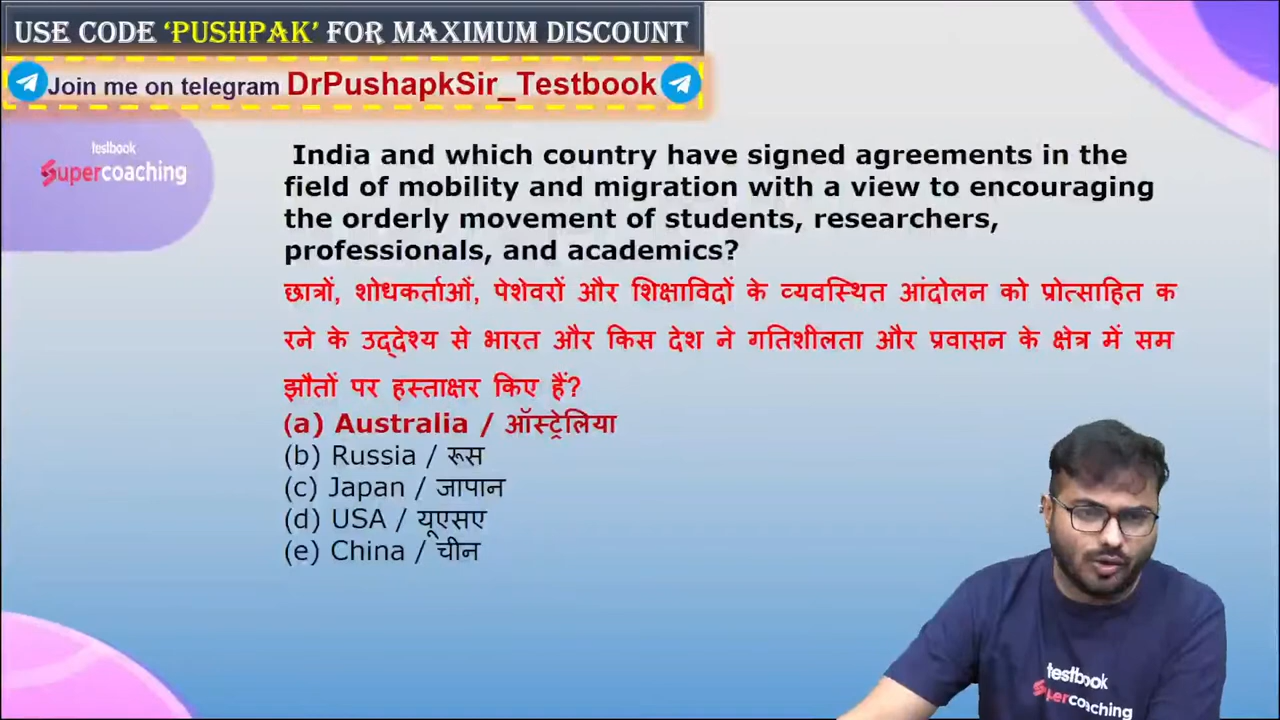 USE CODE ‘PUSHPAK’ FOR MAXIMUM DISCOUNT
Join me on telegram DrPushapkSir_Testbook
testbook
Supercoaching
India and which country have signed agreements in the
field of mobility and migration with a view to encouraging
the orderly movement of students, researchers,
professionals, and academics?
छात्रों, शोधकर्ताओं, पेशेवरों और शिक्षाविदों के व्यवस्थित आंदोलन को प्रोत्साहित क
रने के उद्देश्य से भारत और किस देश ने गतिशीलता और प्रवासन के क्षेत्र में सम
झौतों पर हस्ताक्षर किए हैं?
(a) Australia / ऑस्ट्रेलिया
(b) Russia / रूस
(c) Japan / जापान
(d) USA / यूएसए
(e) China / चीन
testbook
Supercoaching